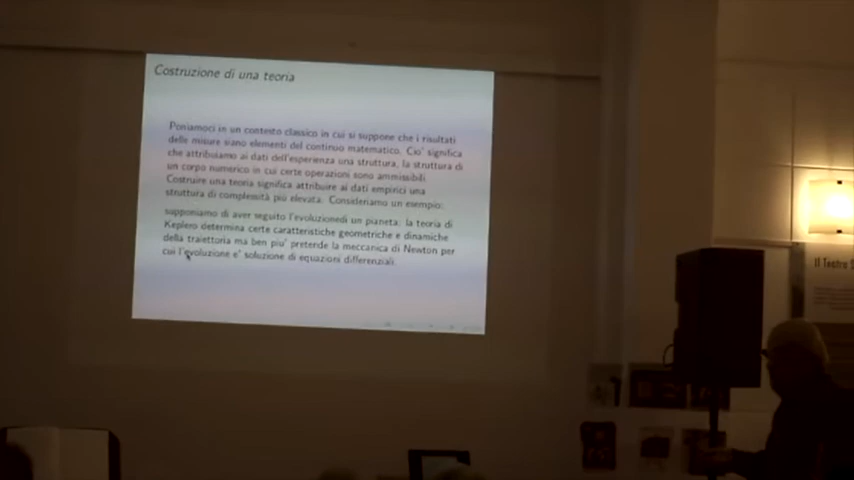 Costruzione di una teoria
Poniamoci in un contesto classico in cui si suppone che i risultati
delle misure siano elementi del continuo matematico. Cio' significa
che attribuiamo ai dati dell'esperienza una struttura, la struttura di
un corpo numerico in cui certe operazioni sono ammissibili.
Costruire una teoria significa attribuire ai dati empirici una
struttura di complessità più elevata. Consideriamo un esempio:
supponiamo di aver seguito l'evoluzionedi un pianeta: la teoria di
Keplero determina certe caratteristiche geometriche e dinamiche
della traiettoria ma ben piu' pretende la meccanica di Newton per
cui l'evoluzione e' soluzione di equazioni differenziali.
Il Teatro